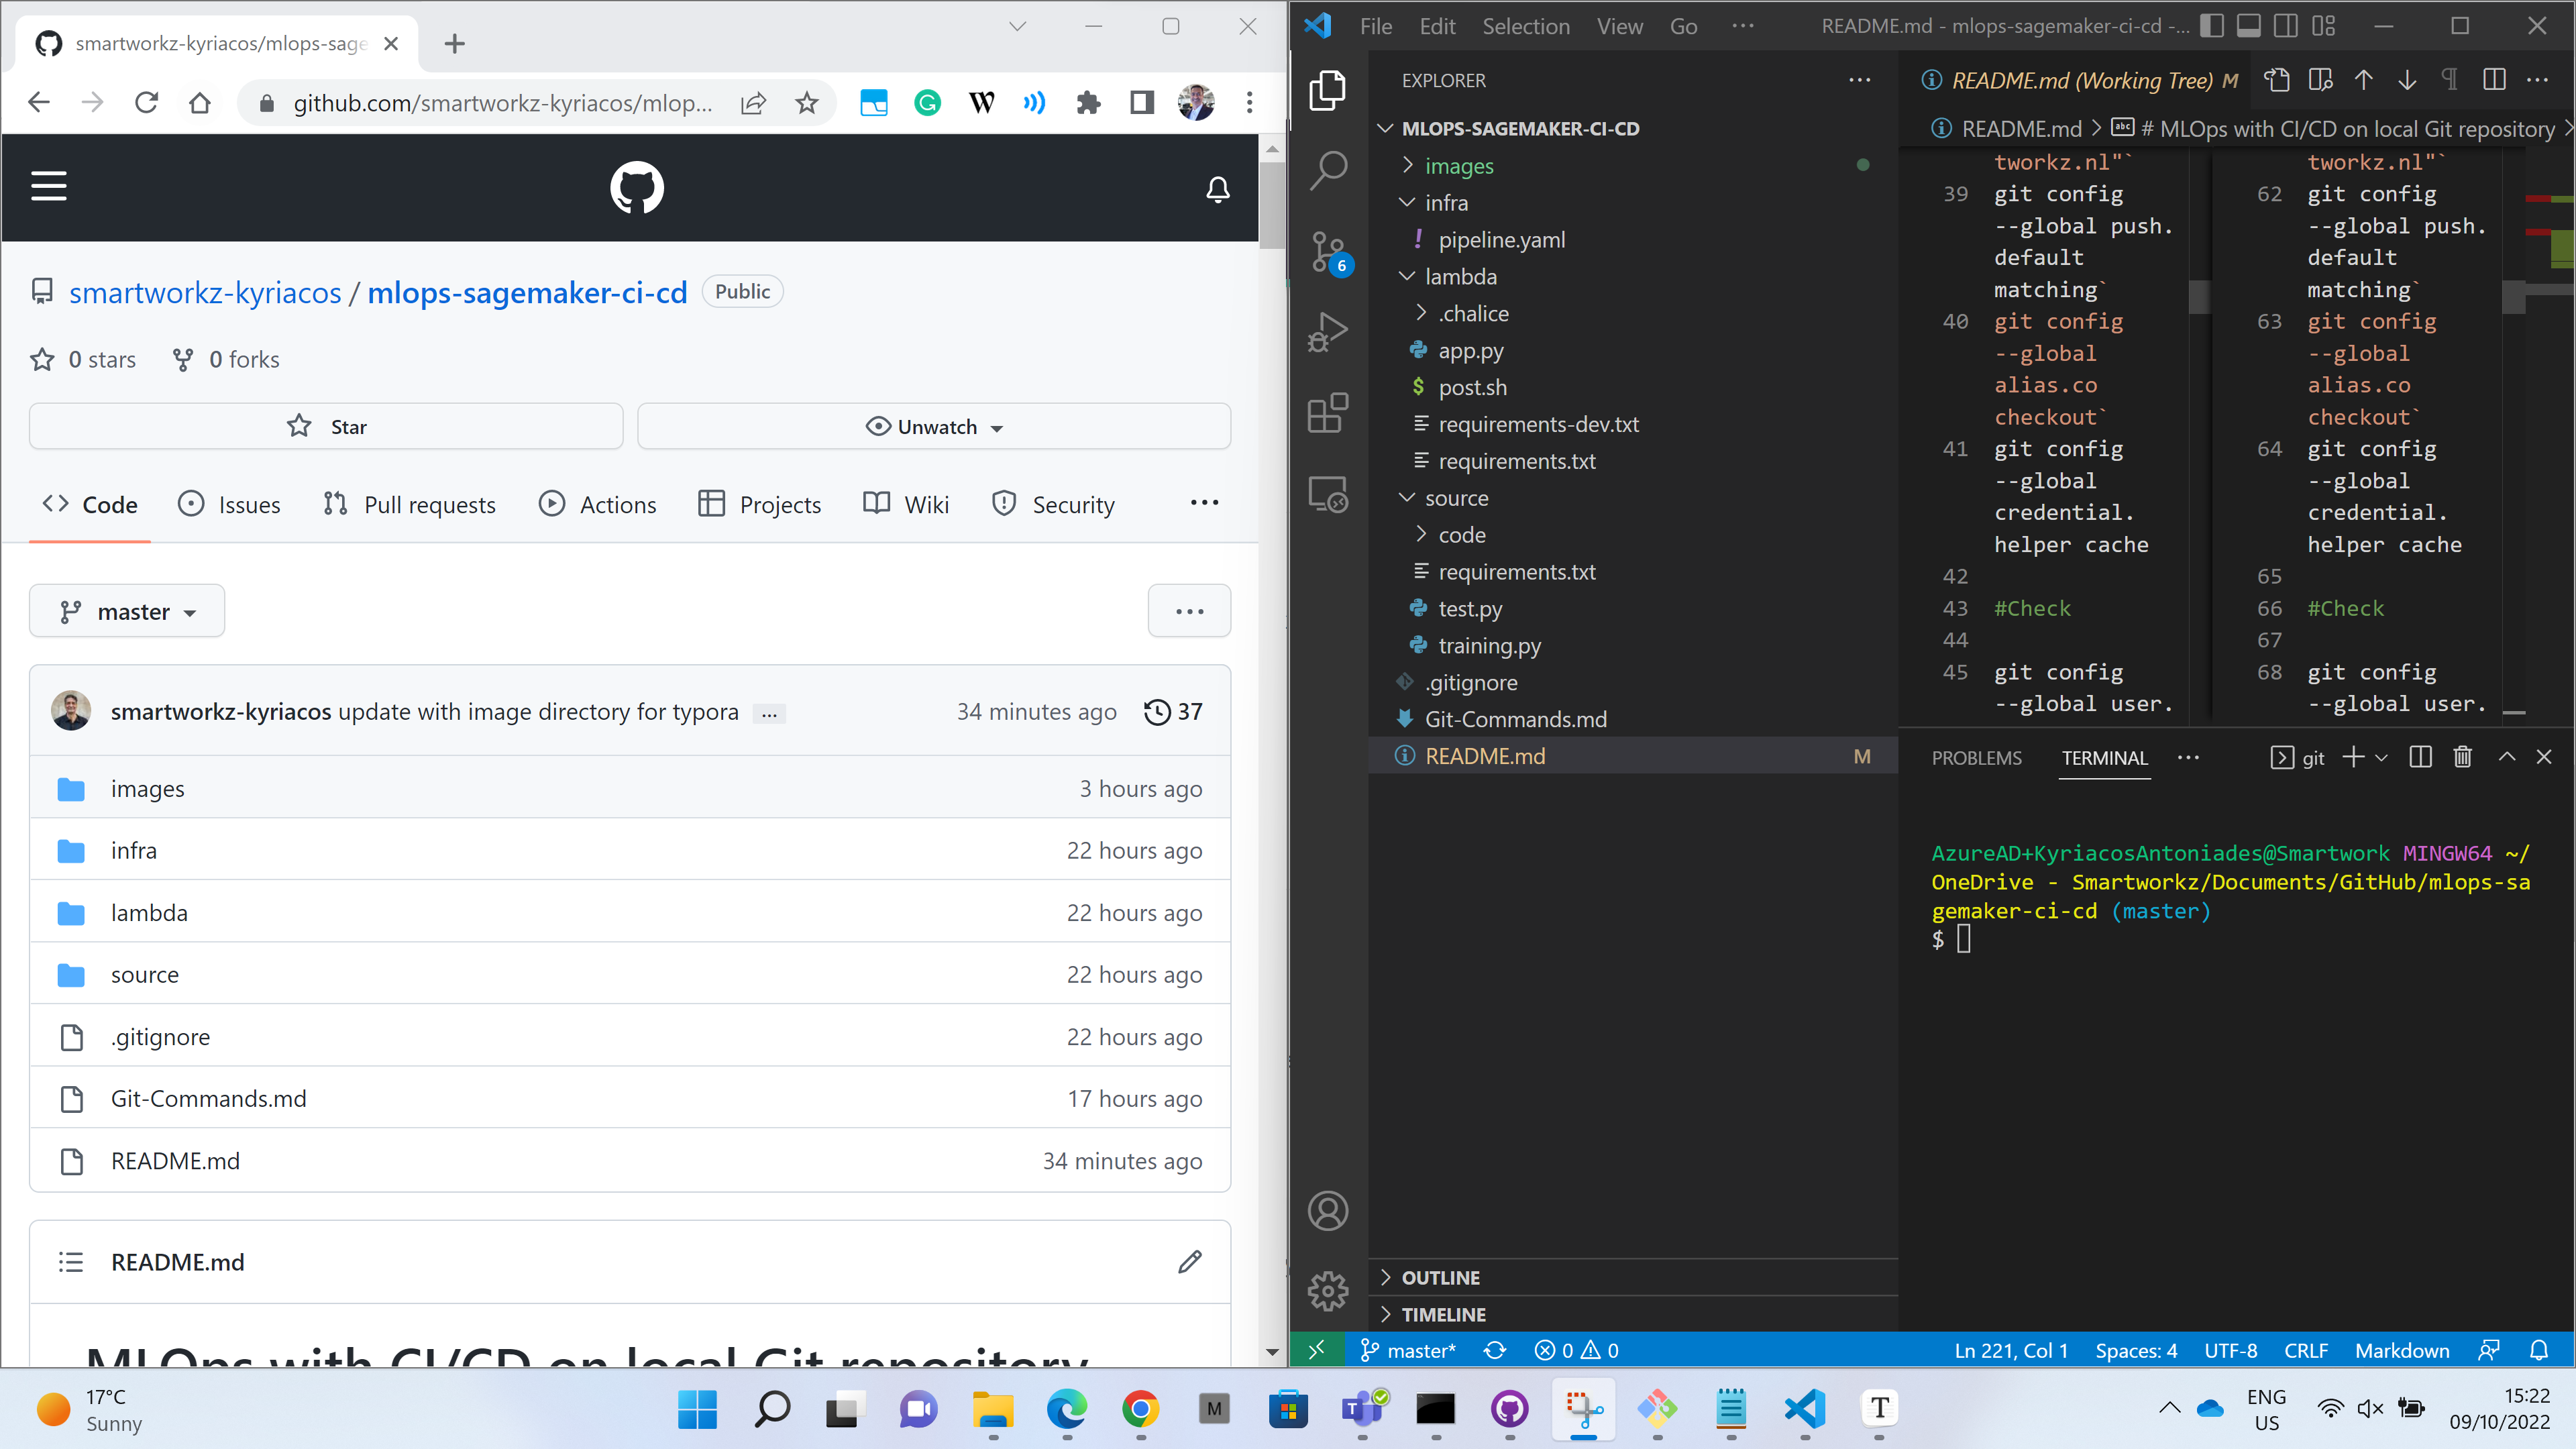 smartworkz-kyriacos/mlops-sage
github.com/smartworkz-kyriacos/mlop...
smartworkz-kyriacos / mlops-sagemaker-ci-cd Public
0 stars 0 forks
Star Unwatch
Code Issues Pull requests Actions Projects Wiki Security
master
smartworkz-kyriacos update with image directory for typora ... 34 minutes ago 37
images 3 hours ago
infra 22 hours ago
lambda 22 hours ago
source 22 hours ago
.gitignore 22 hours ago
Git-Commands.md 17 hours ago
README.md 34 minutes ago
README.md
MLOps with CI/CD on local Git repository
File Edit Selection View Go ··· README.md - mlops-sagemaker-ci-cd -...
EXPLORER
MLOPS-SAGEMAKER-CI-CD
images
infra
pipeline.yaml
lambda
.chalice
app.py
post.sh
requirements-dev.txt
requirements.txt
source
code
requirements.txt
test.py
training.py
.gitignore
Git-Commands.md
README.md M
OUTLINE
TIMELINE
6
README.md (Working Tree) M
README.md > # MLOps with CI/CD on local Git repository >
tworkz.nl"`
39 git config
--global push.
default
matching`
40 git config
--global
alias.co
checkout`
41 git config
--global
credential.
helper cache
42
43 #Check
44
45 git config
--global user.
tworkz.nl"`
62 git config
--global push.
default
matching`
63 git config
--global
alias.co
checkout`
64 git config
--global
credential.
helper cache
65
66 #Check
67
68 git config
--global user.
PROBLEMS TERMINAL ··· git
AzureAD+KyriacosAntoniades@Smartwork MINGW64 ~/
OneDrive - Smartworkz/Documents/GitHub/mlops-sa
gemaker-ci-cd (master)
$
master* 0 0 Ln 221, Col 1 Spaces: 4 UTF-8 CRLF Markdown
17°C
Sunny
M
T
T
ENG
US
15:22
09/10/2022